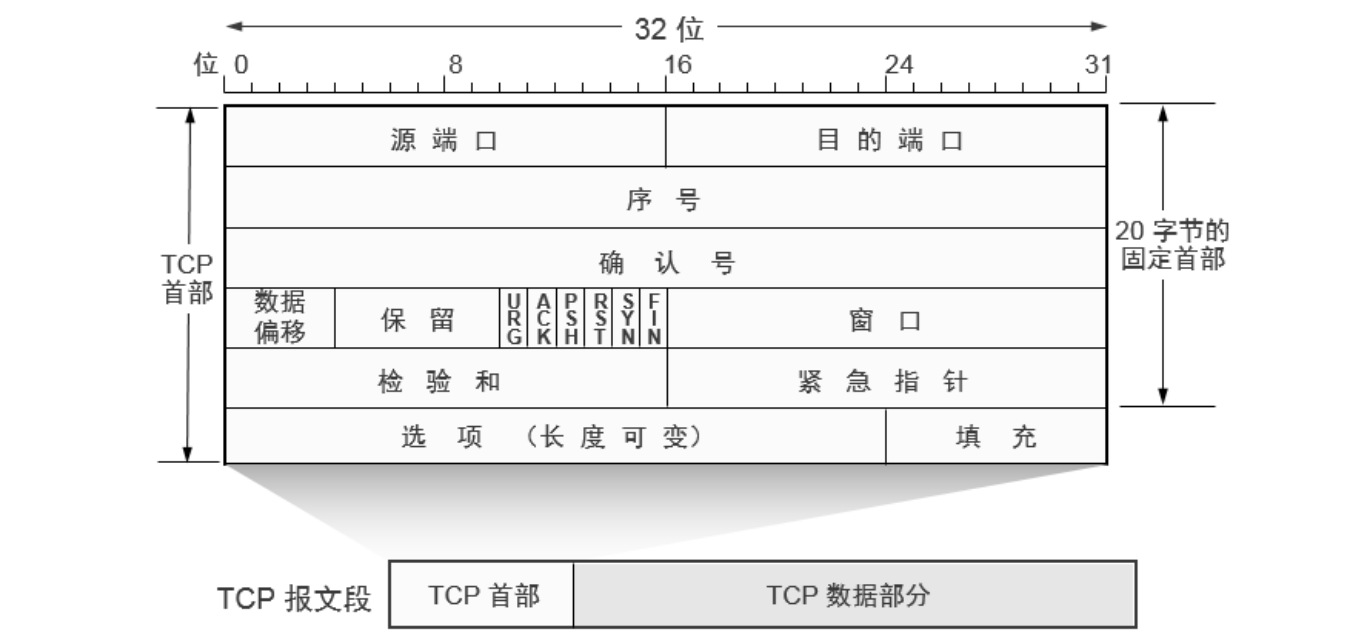 32 位
位 0 8 16 24 31
源 端 口 目 的 端 口
序 号
确 认 号
TCP
首部
20 字节的
固定首部
数据
偏移
保 留
URG ACK PSH RST SYN FIN
窗 口
检 验 和 紧 急 指 针
选 项 （长 度 可 变） 填 充
TCP 报文段 TCP 首部 TCP 数据部分